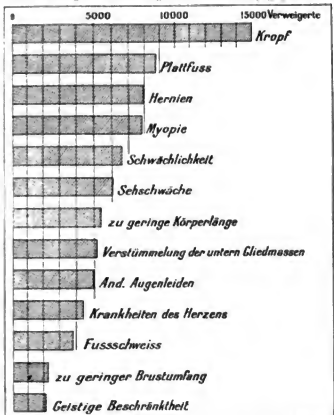 0 5000 10000 15000 Verweigerte
Kropf
Plattfuss
Hernien
Myopie
Schwächlichkeit
Sehschwäche
zu geringe Körperlänge
Verstümmelung der untern Gliedmassen
And. Augenleiden
Krankheiten des Herzens
Fussschweiss
zu geringer Brustumfang
Geistige Beschränktheit